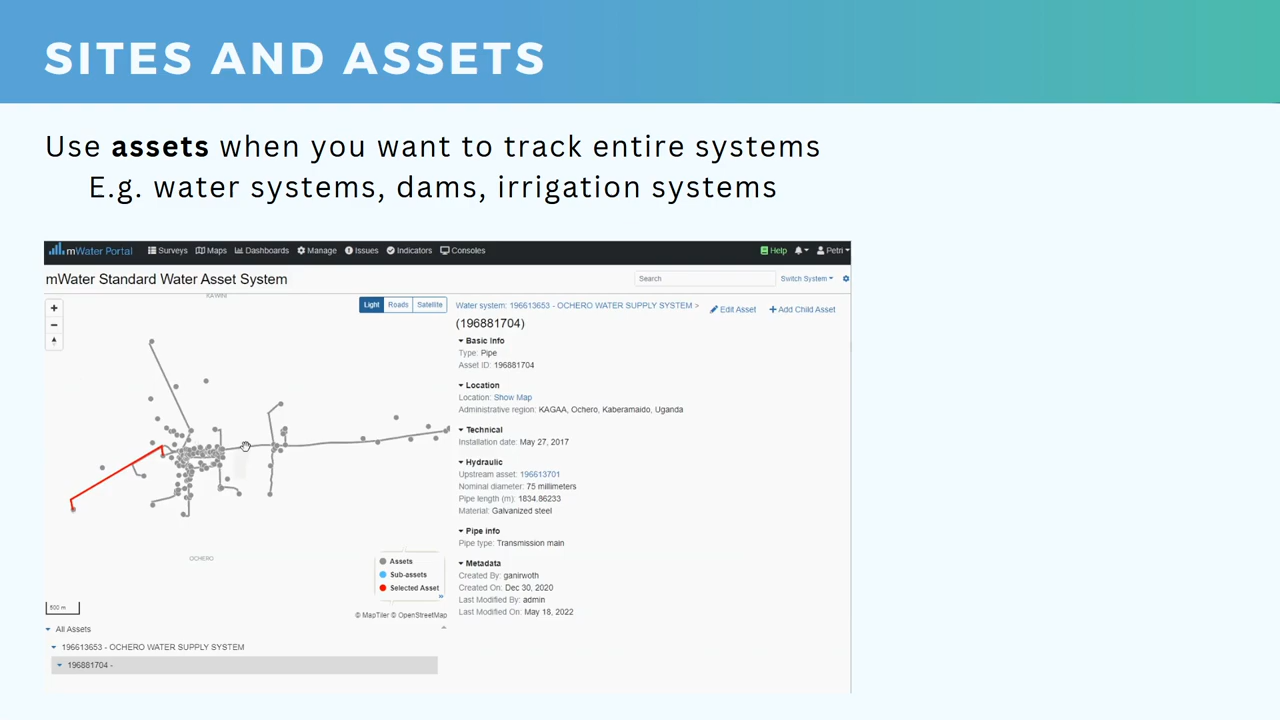 SITES AND ASSETS
Use assets when you want to track entire systems
E.g. water systems, dams, irrigation systems
mWater Portal Surveys Maps Dashboards Manage Issues Indicators Consoles Help Petri
mWater Standard Water Asset System Search Switch System
KAWINI
Light Roads Satellite
Water system: 196613653 - OCHERO WATER SUPPLY SYSTEM >
(196881704)
Edit Asset + Add Child Asset
Basic Info
Type: Pipe
Asset ID: 196881704
Location
Location: Show Map
Administrative region: KAGAA, Ochero, Kaberamaido, Uganda
Technical
Installation date: May 27, 2017
Hydraulic
Upstream asset: 196613701
Nominal diameter: 75 millimeters
Pipe length (m): 1834.86233
Material: Galvanized steel
Pipe info
Pipe type: Transmission main
Metadata
Created By: ganirwoth
Created On: Dec 30, 2020
Last Modified By: admin
Last Modified On: May 18, 2022
OCHERO
Assets
Sub-assets
Selected Asset
500 m
© MapTiler © OpenStreetMap
All Assets
196613653 - OCHERO WATER SUPPLY SYSTEM
196881704 -